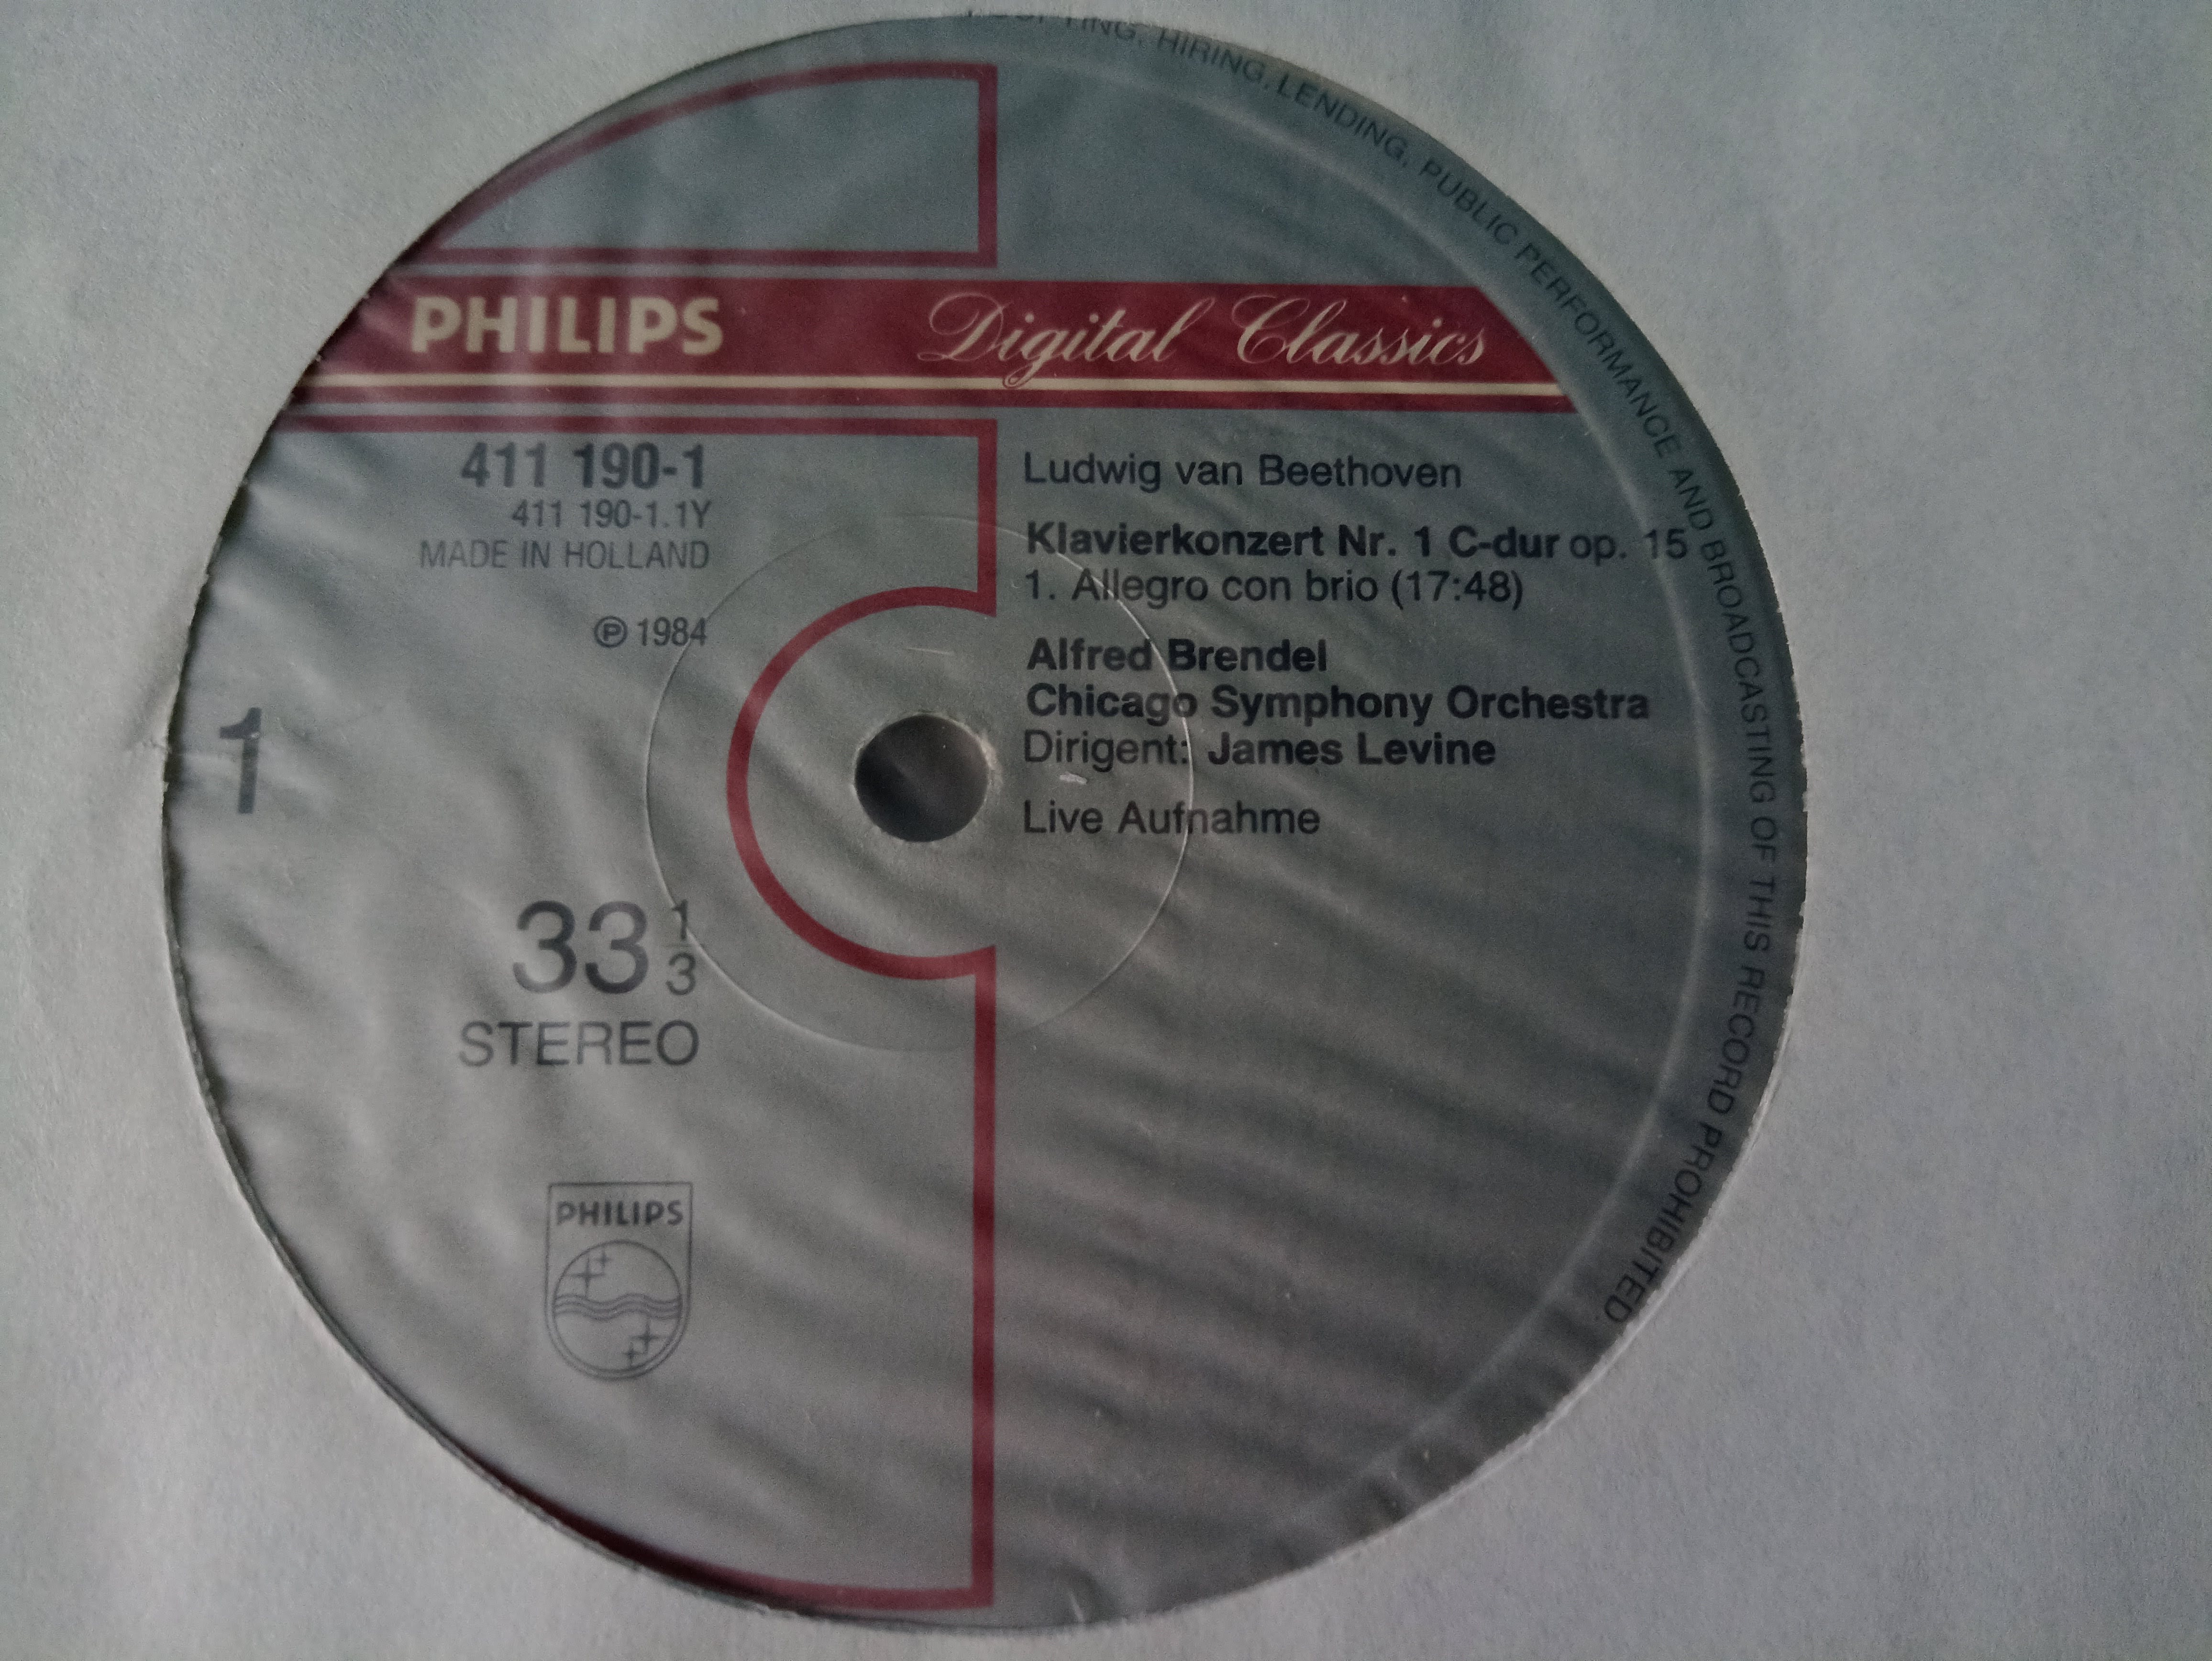 HIRING, LENDING, PUBLIC PERFORMANCE AND BROADCASTING OF THIS RECORD PROHIBITED.
PHILIPS Digital Classics
411 190-1
411 190-1.1Y
MADE IN HOLLAND
℗ 1984
1
33 1/3
STEREO
PHILIPS
Ludwig van Beethoven
Klavierkonzert Nr. 1 C-dur op. 15
1. Allegro con brio (17:48)
Alfred Brendel
Chicago Symphony Orchestra
Dirigent: James Levine
Live Aufnahme